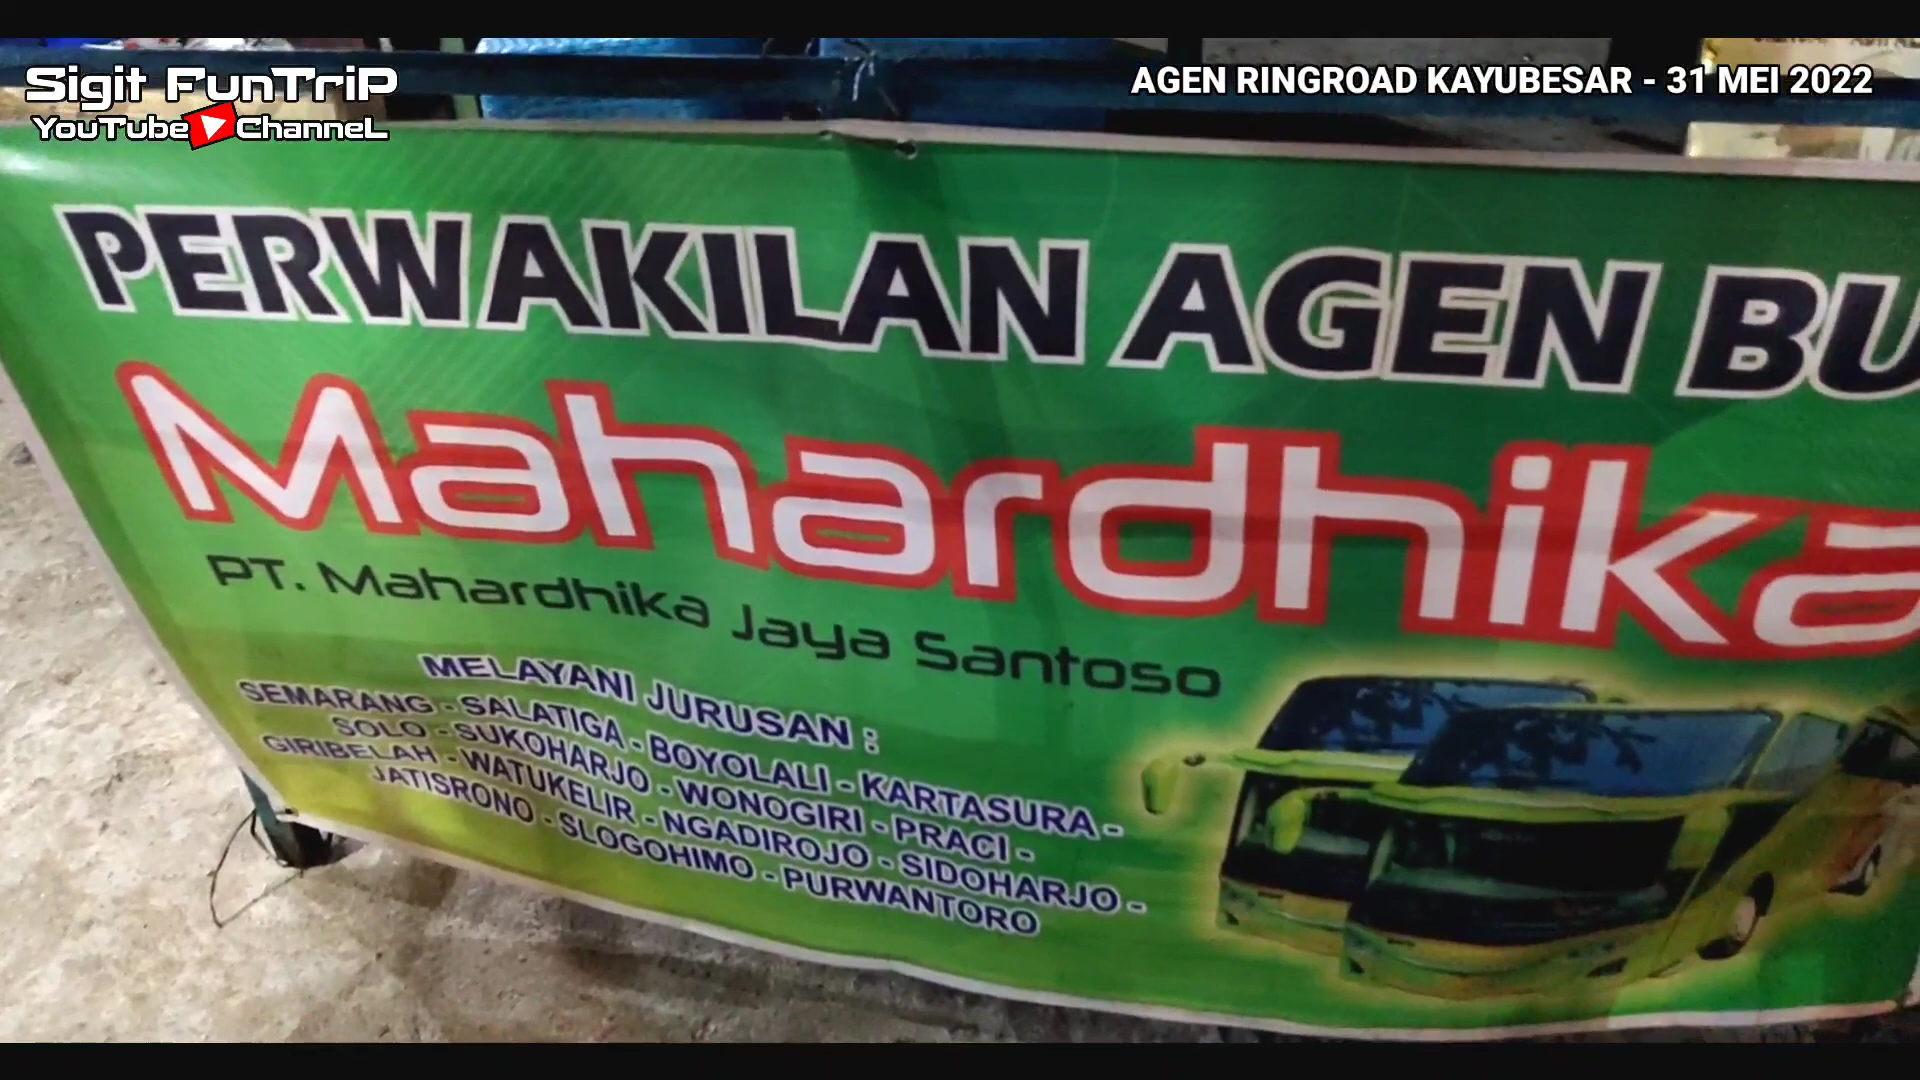 Sigit FunTriP
YouTube ChanneL
AGEN RINGROAD KAYUBESAR - 31 MEI 2022
PERWAKILAN AGEN BU
Mahardhika
PT. Mahardhika Jaya Santoso
MELAYANI JURUSAN :
SEMARANG - SALATIGA - BOYOLALI - KARTASURA -
SOLO - SUKOHARJO - WONOGIRI - PRACI -
GIRIBELAH - WATUKELIR - NGADIROJO - SIDOHARJO -
JATISRONO - SLOGOHIMO - PURWANTORO